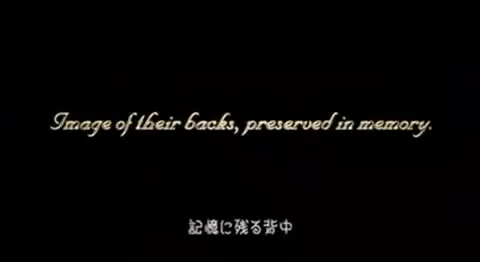 Image of their backs, preserved in memory.
記憶に残る背中